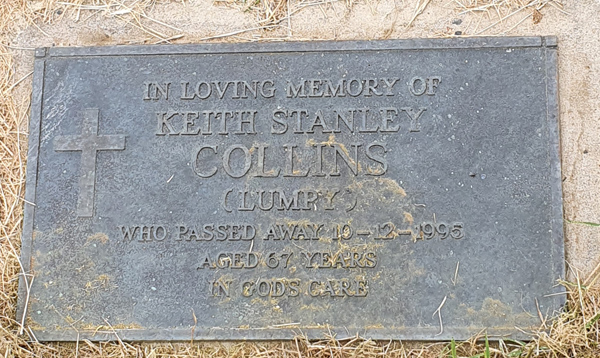 IN LOVING MEMORY OF
KEITH STANLEY
COLLINS
(LUMPY)
WHO PASSED AWAY 10-12-1995
AGED 67 YEARS
IN GODS CARE